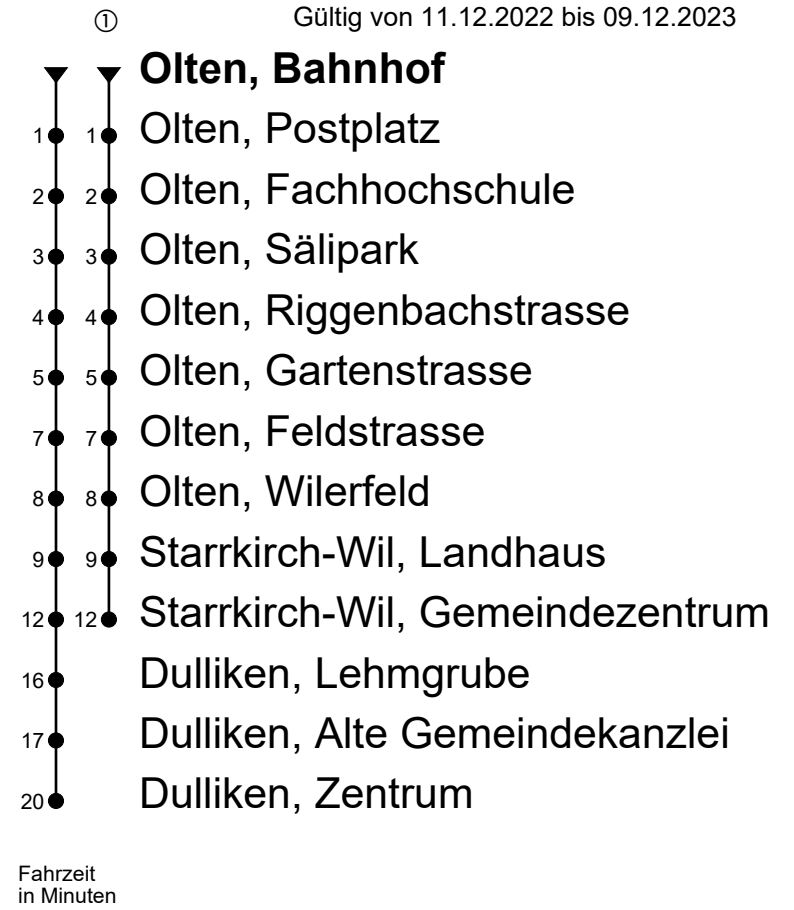 ① Gültig von 11.12.2022 bis 09.12.2023
Olten, Bahnhof
1 1 Olten, Postplatz
2 2 Olten, Fachhochschule
3 3 Olten, Sälipark
4 4 Olten, Riggenbachstrasse
5 5 Olten, Gartenstrasse
7 7 Olten, Feldstrasse
8 8 Olten, Wilerfeld
9 9 Starrkirch-Wil, Landhaus
12 12 Starrkirch-Wil, Gemeindezentrum
16 Dulliken, Lehmgrube
17 Dulliken, Alte Gemeindekanzlei
20 Dulliken, Zentrum
Fahrzeit
in Minuten